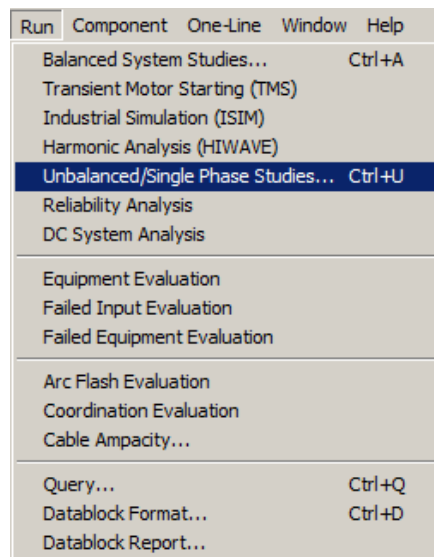 Run Component One-Line Window Help
Balanced System Studies... Ctrl+A
Transient Motor Starting (TMS)
Industrial Simulation (ISIM)
Harmonic Analysis (HIWAVE)
Unbalanced/Single Phase Studies... Ctrl+U
Reliability Analysis
DC System Analysis
Equipment Evaluation
Failed Input Evaluation
Failed Equipment Evaluation
Arc Flash Evaluation
Coordination Evaluation
Cable Ampacity...
Query... Ctrl+Q
Datablock Format... Ctrl+D
Datablock Report...